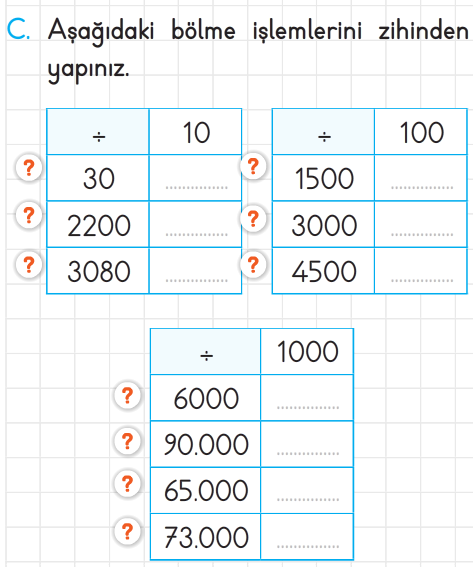 C. Aşağıdaki bölme işlemlerini zihinden
yapınız.
÷ 10
? 30 ...............
? 2200 ...............
? 3080 ...............
÷ 100
? 1500 ...............
? 3000 ...............
? 4500 ...............
÷ 1000
? 6000 ...............
? 90.000 ...............
? 65.000 ...............
? 73.000 ...............